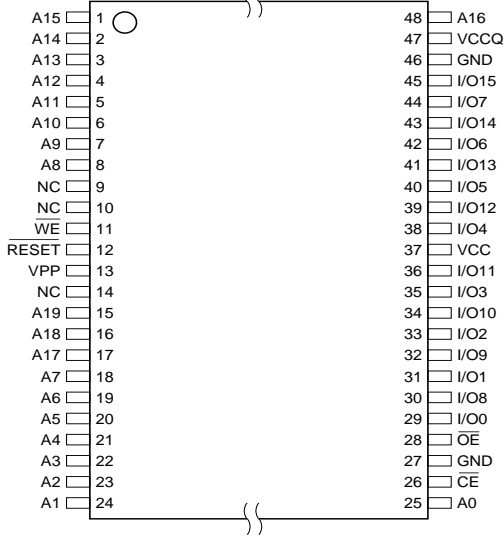 A15 1 48 A16
A14 2 47 VCCQ
A13 3 46 GND
A12 4 45 I/O15
A11 5 44 I/O7
A10 6 43 I/O14
A9 7 42 I/O6
A8 8 41 I/O13
NC 9 40 I/O5
NC 10 39 I/O12
WE 11 38 I/O4
RESET 12 37 VCC
VPP 13 36 I/O11
NC 14 35 I/O3
A19 15 34 I/O10
A18 16 33 I/O2
A17 17 32 I/O9
A7 18 31 I/O1
A6 19 30 I/O8
A5 20 29 I/O0
A4 21 28 OE
A3 22 27 GND
A2 23 26 CE
A1 24 25 A0